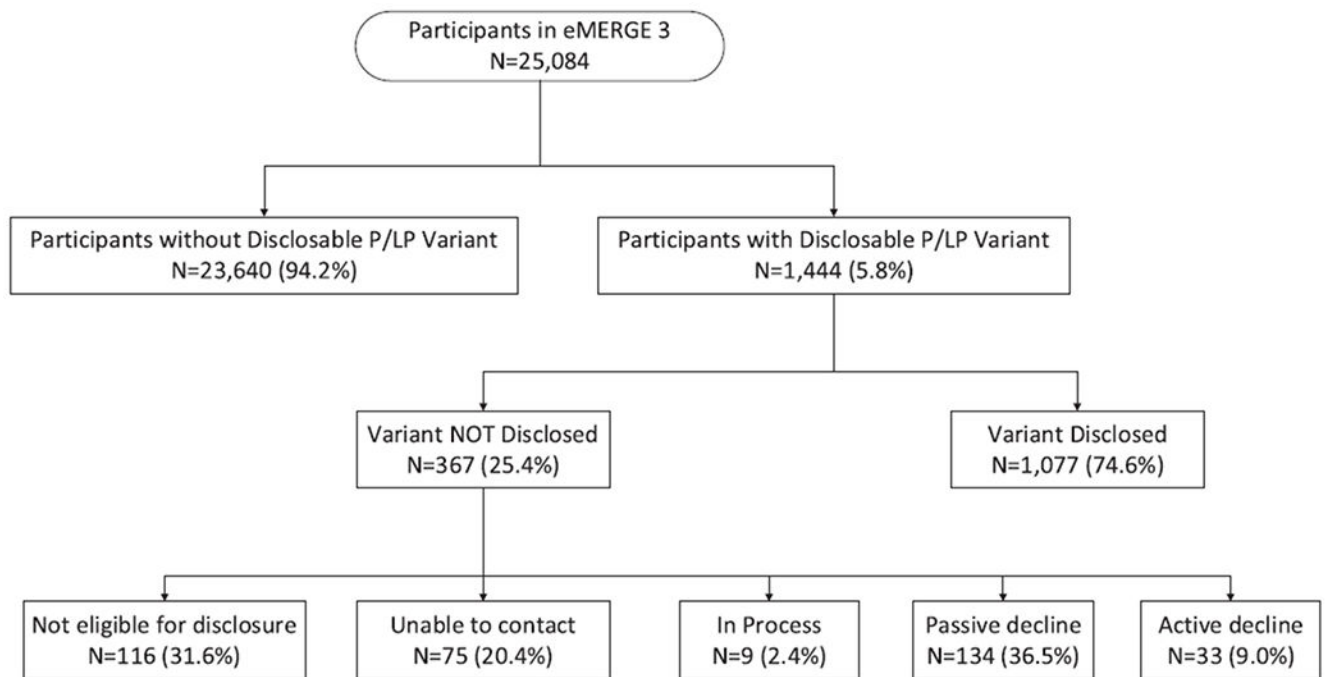 Participants in eMERGE 3
N=25,084
Participants without Disclosable P/LP Variant
N=23,640 (94.2%)
Participants with Disclosable P/LP Variant
N=1,444 (5.8%)
Variant NOT Disclosed
N=367 (25.4%)
Variant Disclosed
N=1,077 (74.6%)
Not eligible for disclosure
N=116 (31.6%)
Unable to contact
N=75 (20.4%)
In Process
N=9 (2.4%)
Passive decline
N=134 (36.5%)
Active decline
N=33 (9.0%)